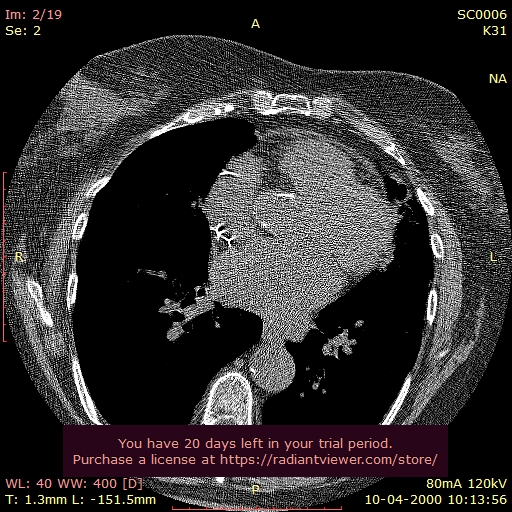 Im: 2/19
Se: 2
A
SC0006
K31
NA
R
L
You have 20 days left in your trial period.
Purchase a license at https://radiantviewer.com/store/
P
WL: 40 WW: 400 [D]
T: 1.3mm L: -151.5mm
80mA 120kV
10-04-2000 10:13:56